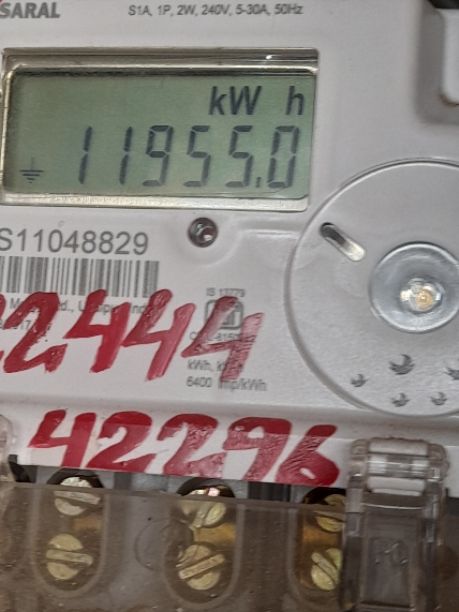 SARAL S1A, 1P, 2W, 240V, 5-30A, 50Hz
kW h
11955.0
S11048829
IS 13779
22444
kWh,
6400 imp/kWh
42296